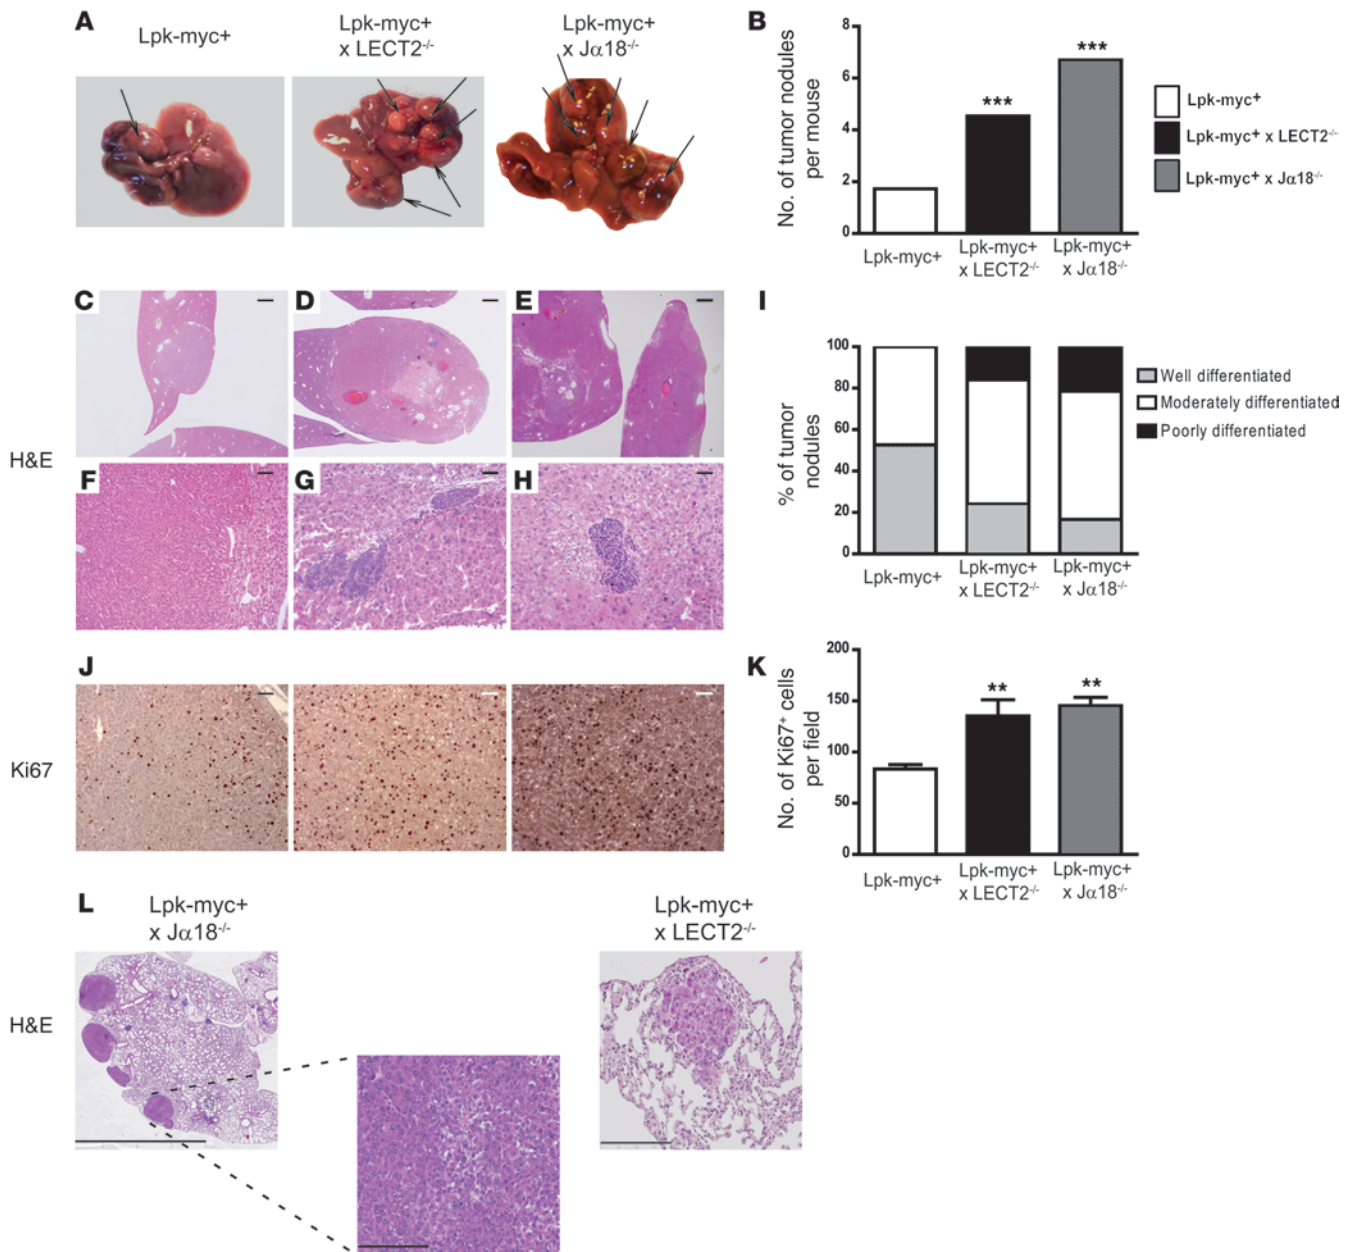 A
Lpk-myc+
Lpk-myc+
x LECT2-/-
Lpk-myc+
x Jα18-/-
B
No. of tumor nodules
per mouse
8
6
4
2
0
***
***
Lpk-myc+
Lpk-myc+
x LECT2-/-
Lpk-myc+
x Jα18-/-
Lpk-myc+
Lpk-myc+ x LECT2-/-
Lpk-myc+ x Jα18-/-
H&E
C
D
E
F
G
H
I
% of tumor
nodules
100
80
60
40
20
0
Lpk-myc+
Lpk-myc+
x LECT2-/-
Lpk-myc+
x Jα18-/-
Well differentiated
Moderately differentiated
Poorly differentiated
J
Ki67
K
No. of Ki67+ cells
per field
200
150
100
50
0
**
**
Lpk-myc+
Lpk-myc+
x LECT2-/-
Lpk-myc+
x Jα18-/-
L
Lpk-myc+
x Jα18-/-
Lpk-myc+
x LECT2-/-
H&E